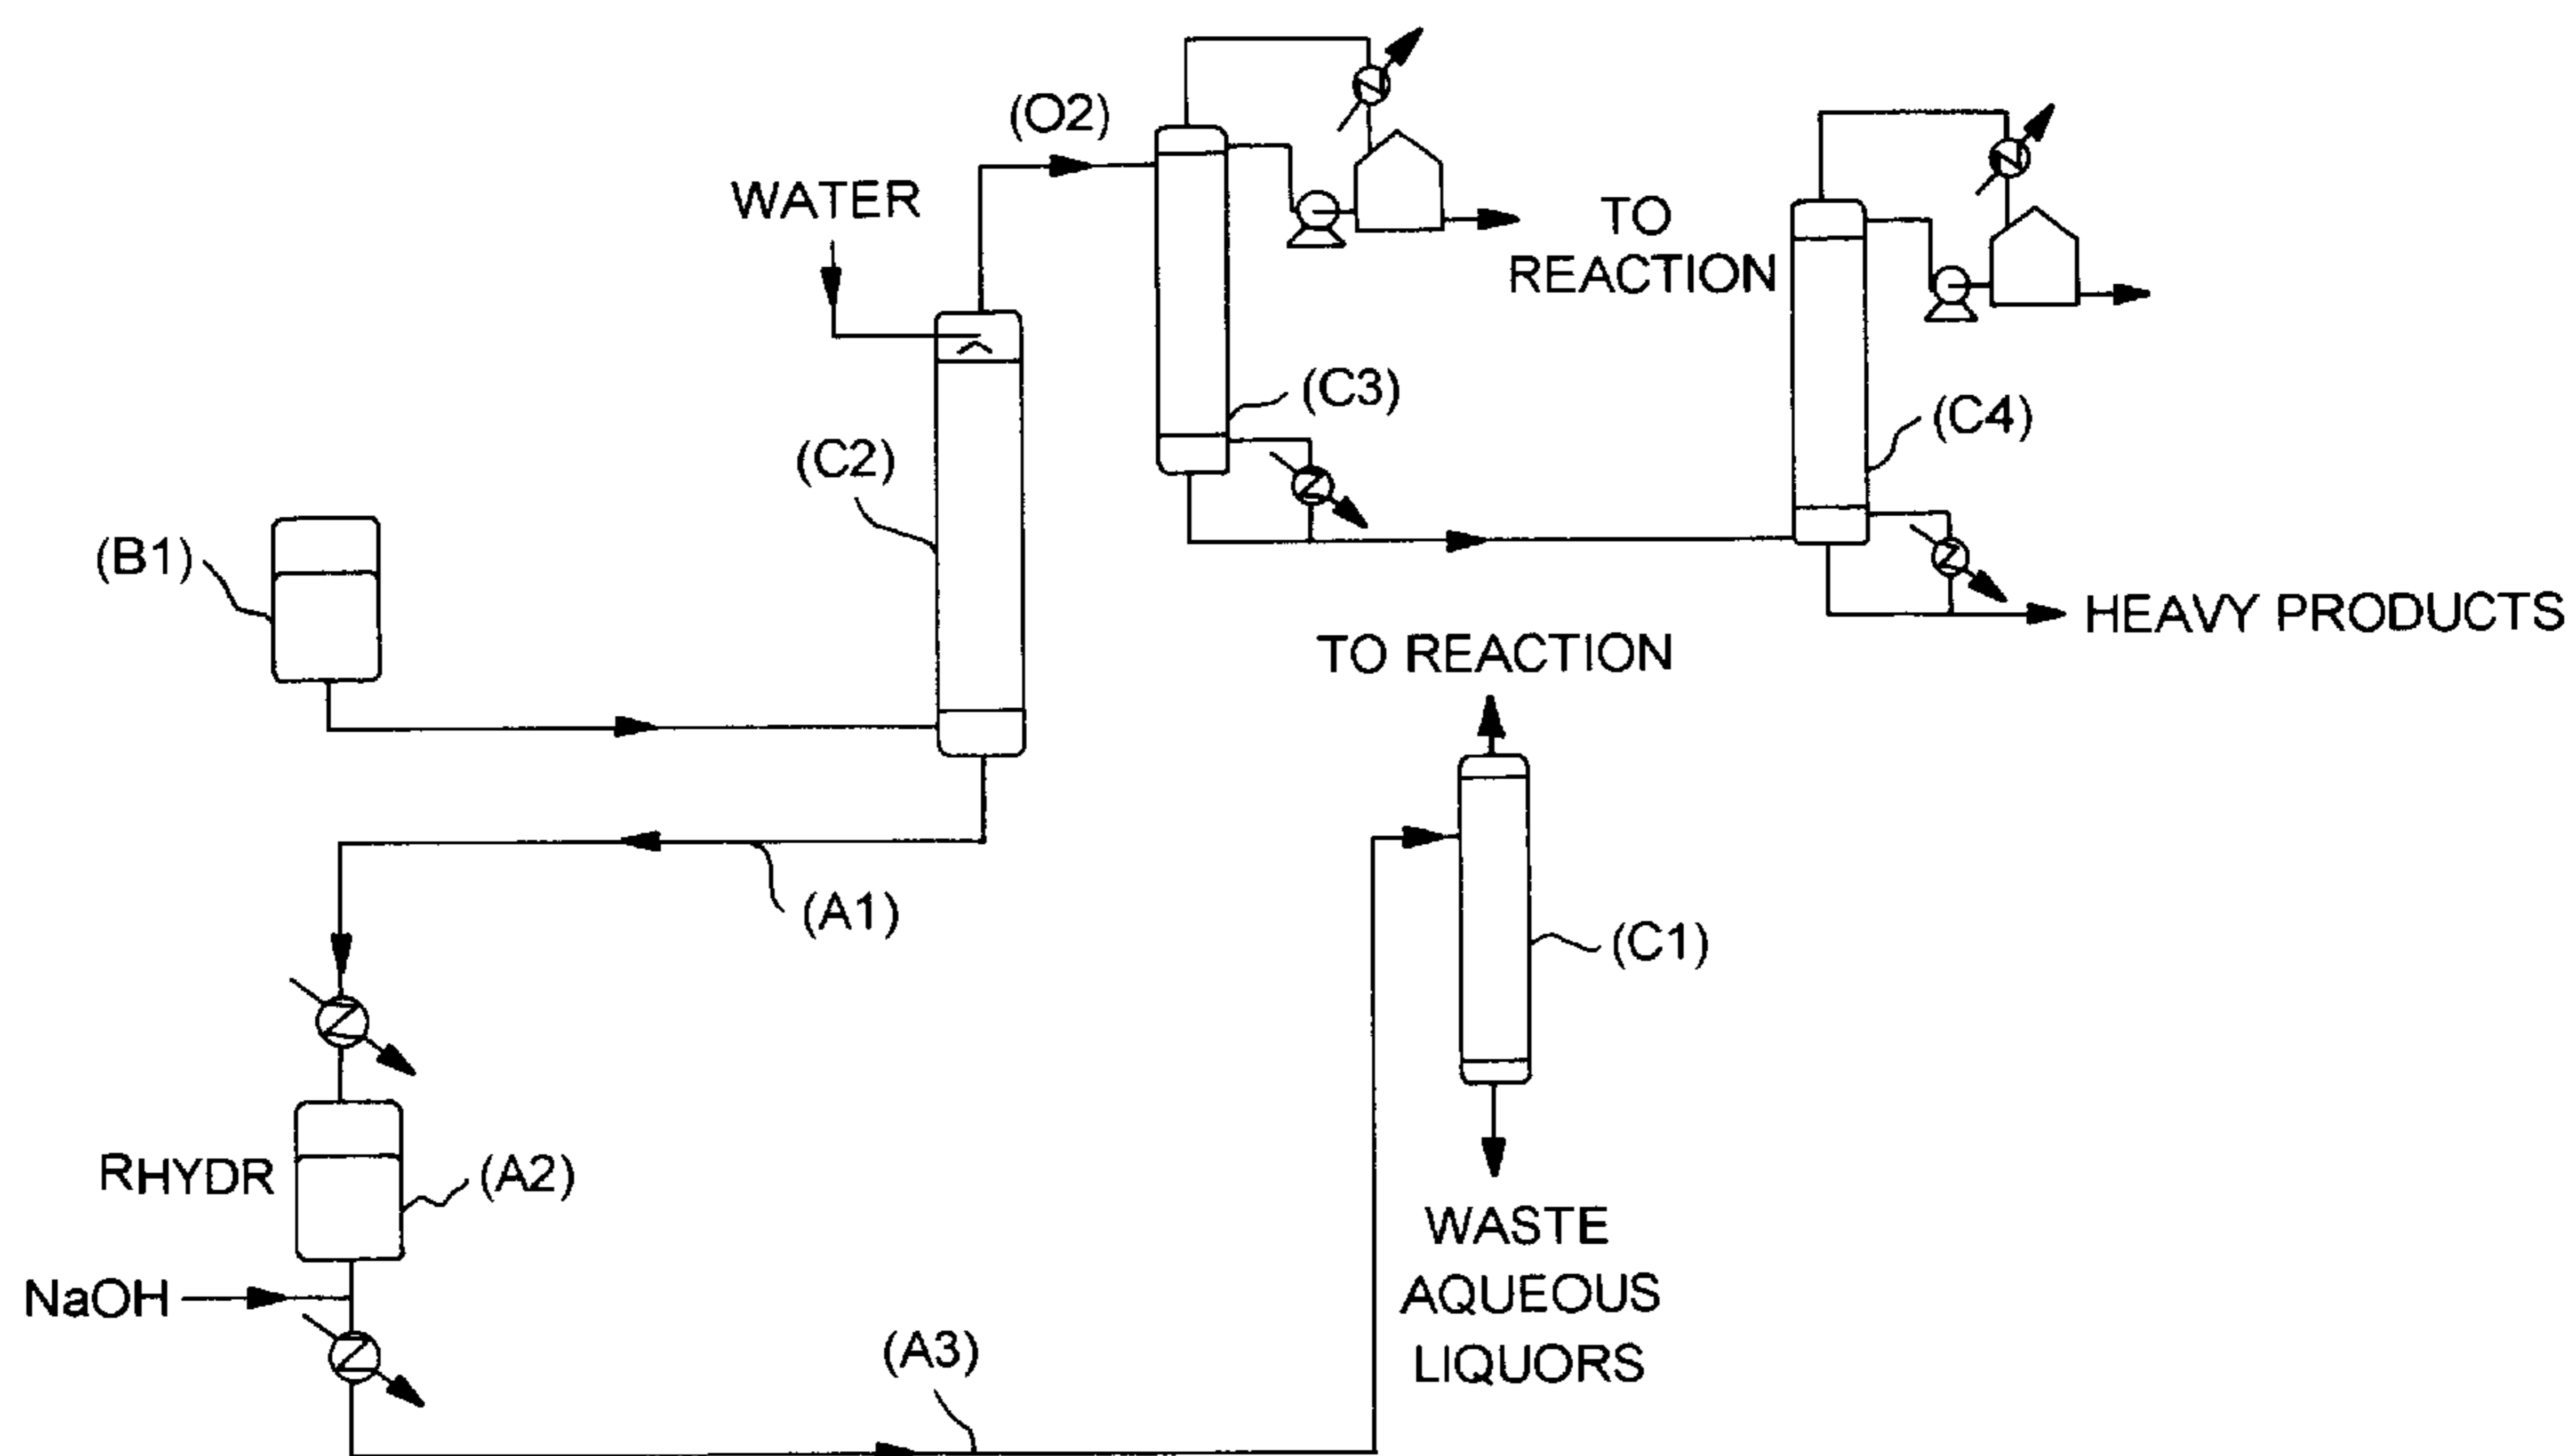 (O2)
WATER
TO
REACTION
(C3)
(C4)
(C2)
(B1)
HEAVY PRODUCTS
TO REACTION
(A1)
(C1)
RHYDR
(A2)
WASTE
AQUEOUS
LIQUORS
NaOH
(A3)